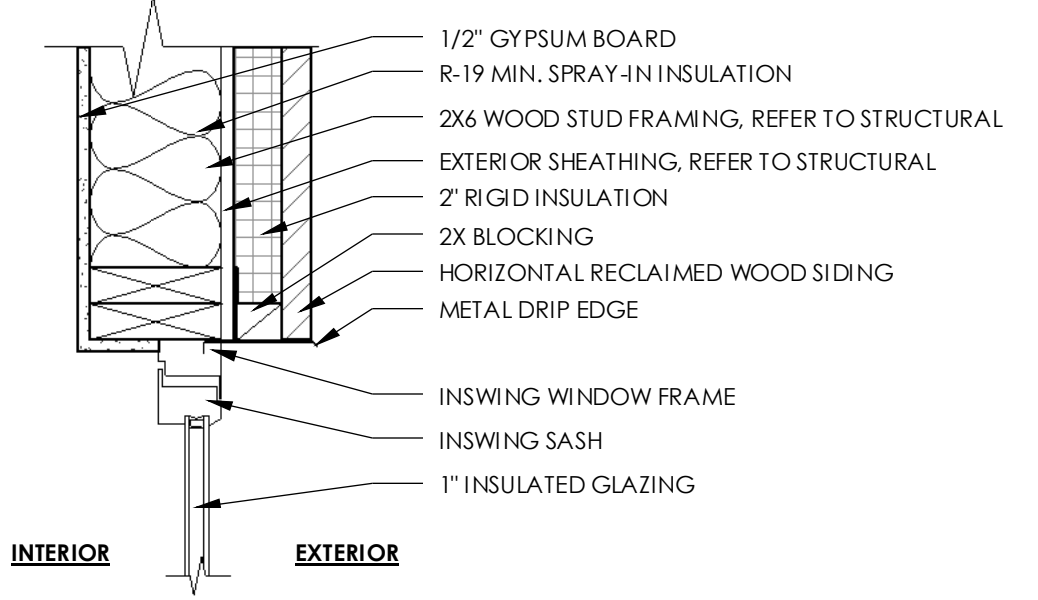 1/2" GYPSUM BOARD
R-19 MIN. SPRAY-IN INSULATION
2X6 WOOD STUD FRAMING, REFER TO STRUCTURAL
EXTERIOR SHEATHING, REFER TO STRUCTURAL
2" RIGID INSULATION
2X BLOCKING
HORIZONTAL RECLAIMED WOOD SIDING
METAL DRIP EDGE
INSWING WINDOW FRAME
INSWING SASH
1" INSULATED GLAZING
INTERIOR
EXTERIOR